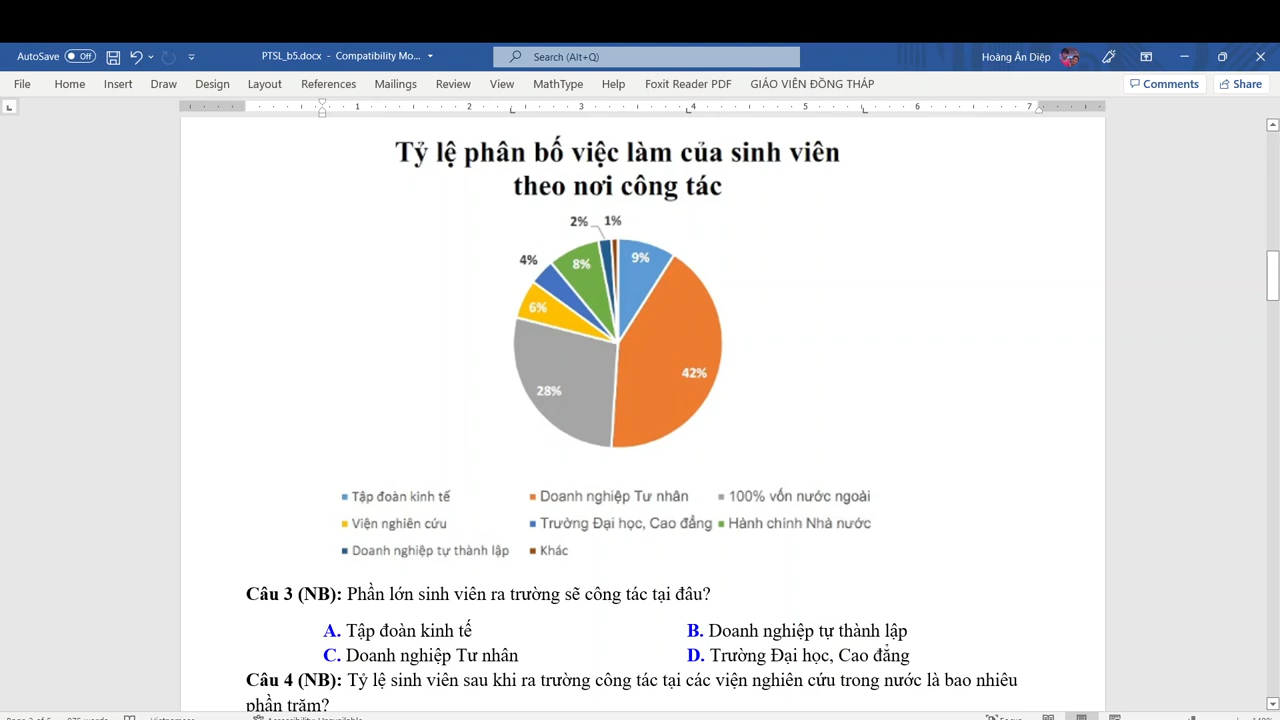 AutoSave Off PTSL_b5.docx - Compatibility Mo... Search (Alt+Q) Hoàng Ân Diệp
File Home Insert Draw Design Layout References Mailings Review View MathType Help Foxit Reader PDF GIÁO VIÊN ĐỒNG THÁP Comments Share
1 2 3 4 5 6 7
Tỷ lệ phân bố việc làm của sinh viên
theo nơi công tác
2% 1%
4% 8% 9%
6%
42%
28%
Tập đoàn kinh tế Doanh nghiệp Tư nhân 100% vốn nước ngoài
Viện nghiên cứu Trường Đại học, Cao đẳng Hành chính Nhà nước
Doanh nghiệp tự thành lập Khác
Câu 3 (NB): Phần lớn sinh viên ra trường sẽ công tác tại đâu?
A. Tập đoàn kinh tế B. Doanh nghiệp tự thành lập
C. Doanh nghiệp Tư nhân D. Trường Đại học, Cao đẳng
Câu 4 (NB): Tỷ lệ sinh viên sau khi ra trường công tác tại các viện nghiên cứu trong nước là bao nhiêu
phần trăm?